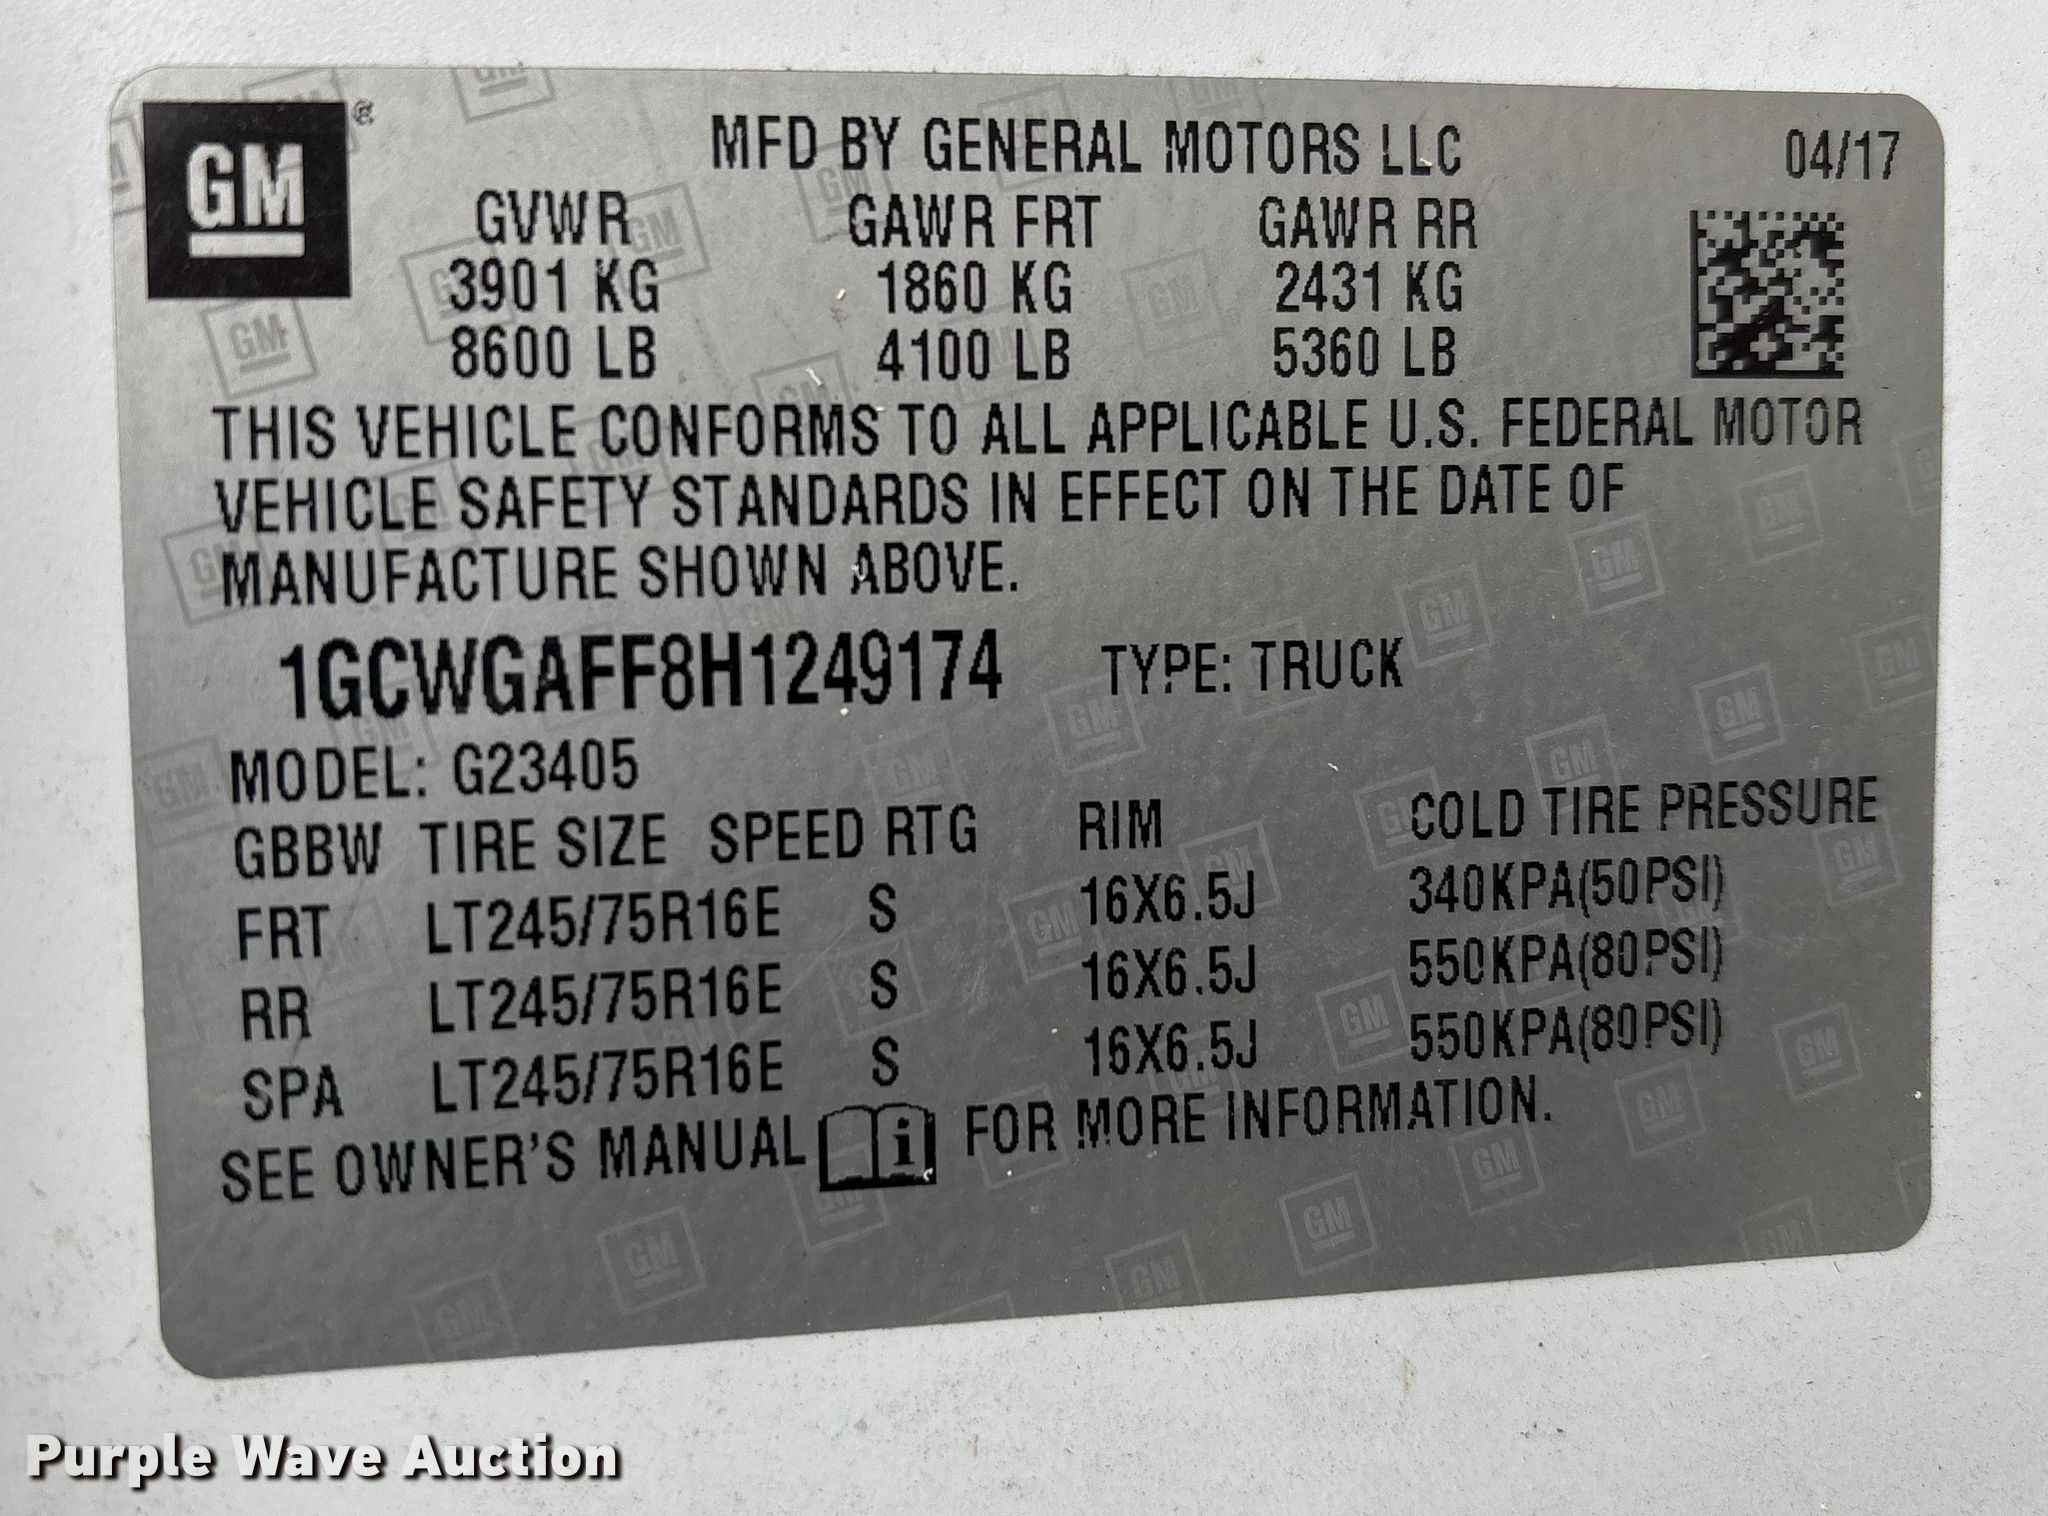 GM ®
MFD BY GENERAL MOTORS LLC 04/17
GVWR GAWR FRT GAWR RR
3901 KG 1860 KG 2431 KG
8600 LB 4100 LB 5360 LB
THIS VEHICLE CONFORMS TO ALL APPLICABLE U.S. FEDERAL MOTOR
VEHICLE SAFETY STANDARDS IN EFFECT ON THE DATE OF
MANUFACTURE SHOWN ABOVE.
1GCWGAFF8H1249174 TYPE: TRUCK
MODEL: G23405
GBBW TIRE SIZE SPEED RTG RIM COLD TIRE PRESSURE
FRT LT245/75R16E S 16X6.5J 340KPA(50PSI)
RR LT245/75R16E S 16X6.5J 550KPA(80PSI)
SPA LT245/75R16E S 16X6.5J 550KPA(80PSI)
SEE OWNER'S MANUAL i FOR MORE INFORMATION.
Purple Wave Auction